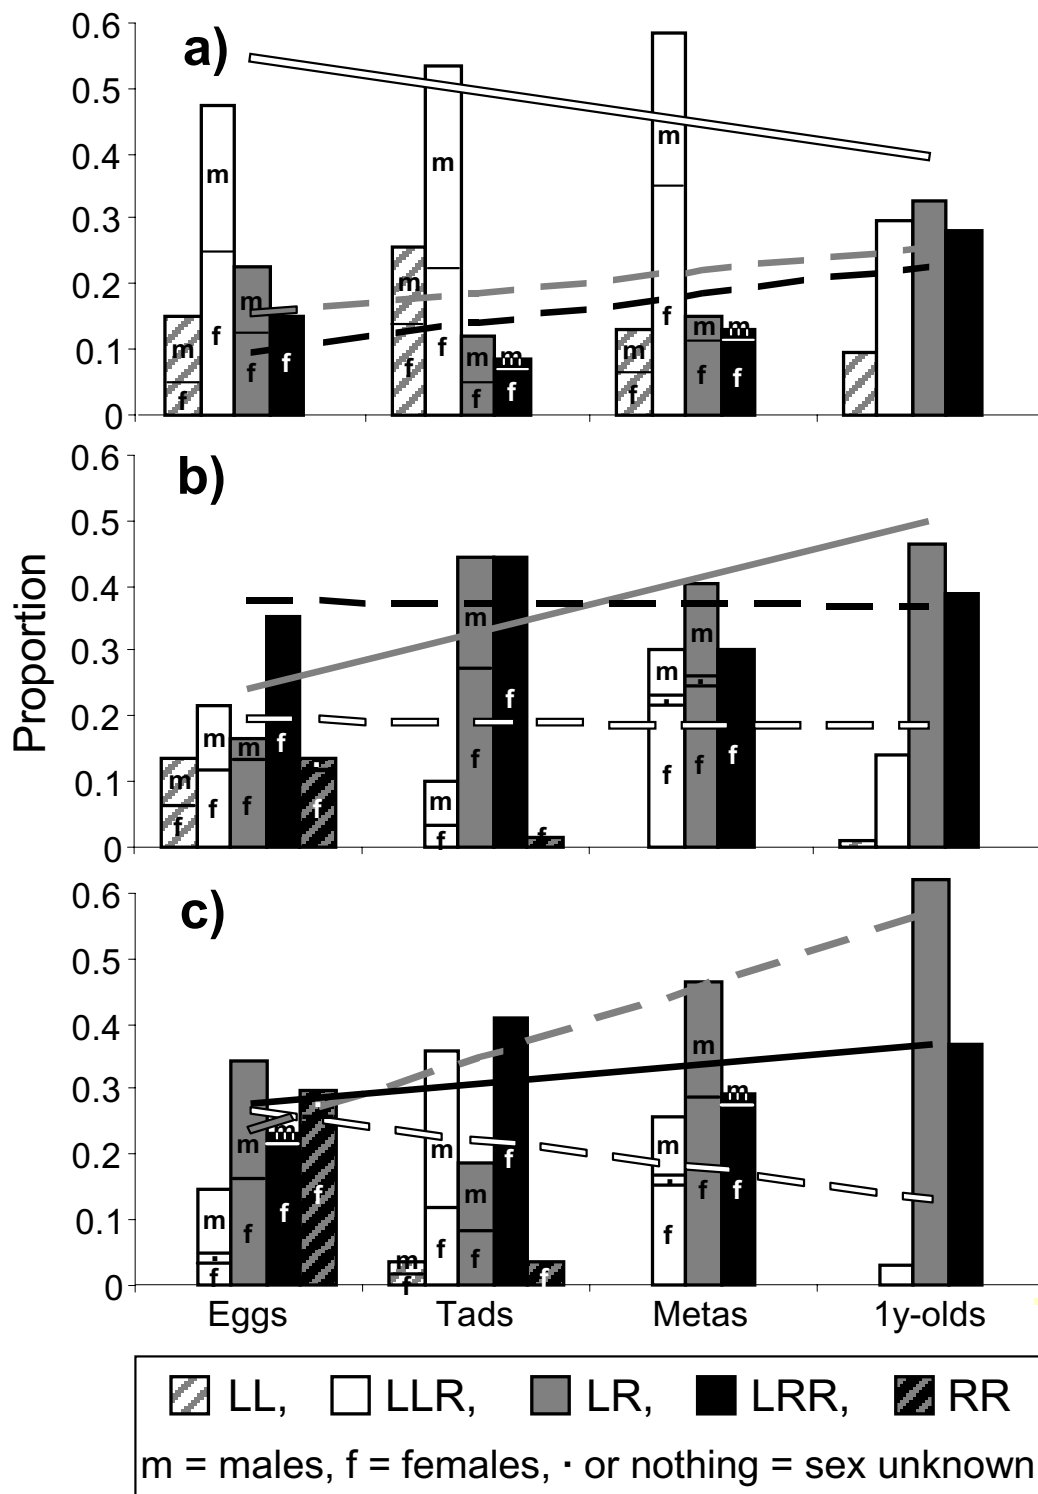 a)
0.6
0.5
0.4
0.3
0.2
0.1
0
m f m f m f f
m f m f m f m f
m f m f m f m f
b)
0.6
0.5
0.4
0.3
0.2
0.1
0
m f m f m f f f
m f m f f f
m · f m · f f
c)
0.6
0.5
0.4
0.3
0.2
0.1
0
m · f m f m f f
m f m f m f f f
m · f m f m f
Proportion
Eggs Tads Metas 1y-olds
LL, LLR, LR, LRR, RR
m = males, f = females, · or nothing = sex unknown